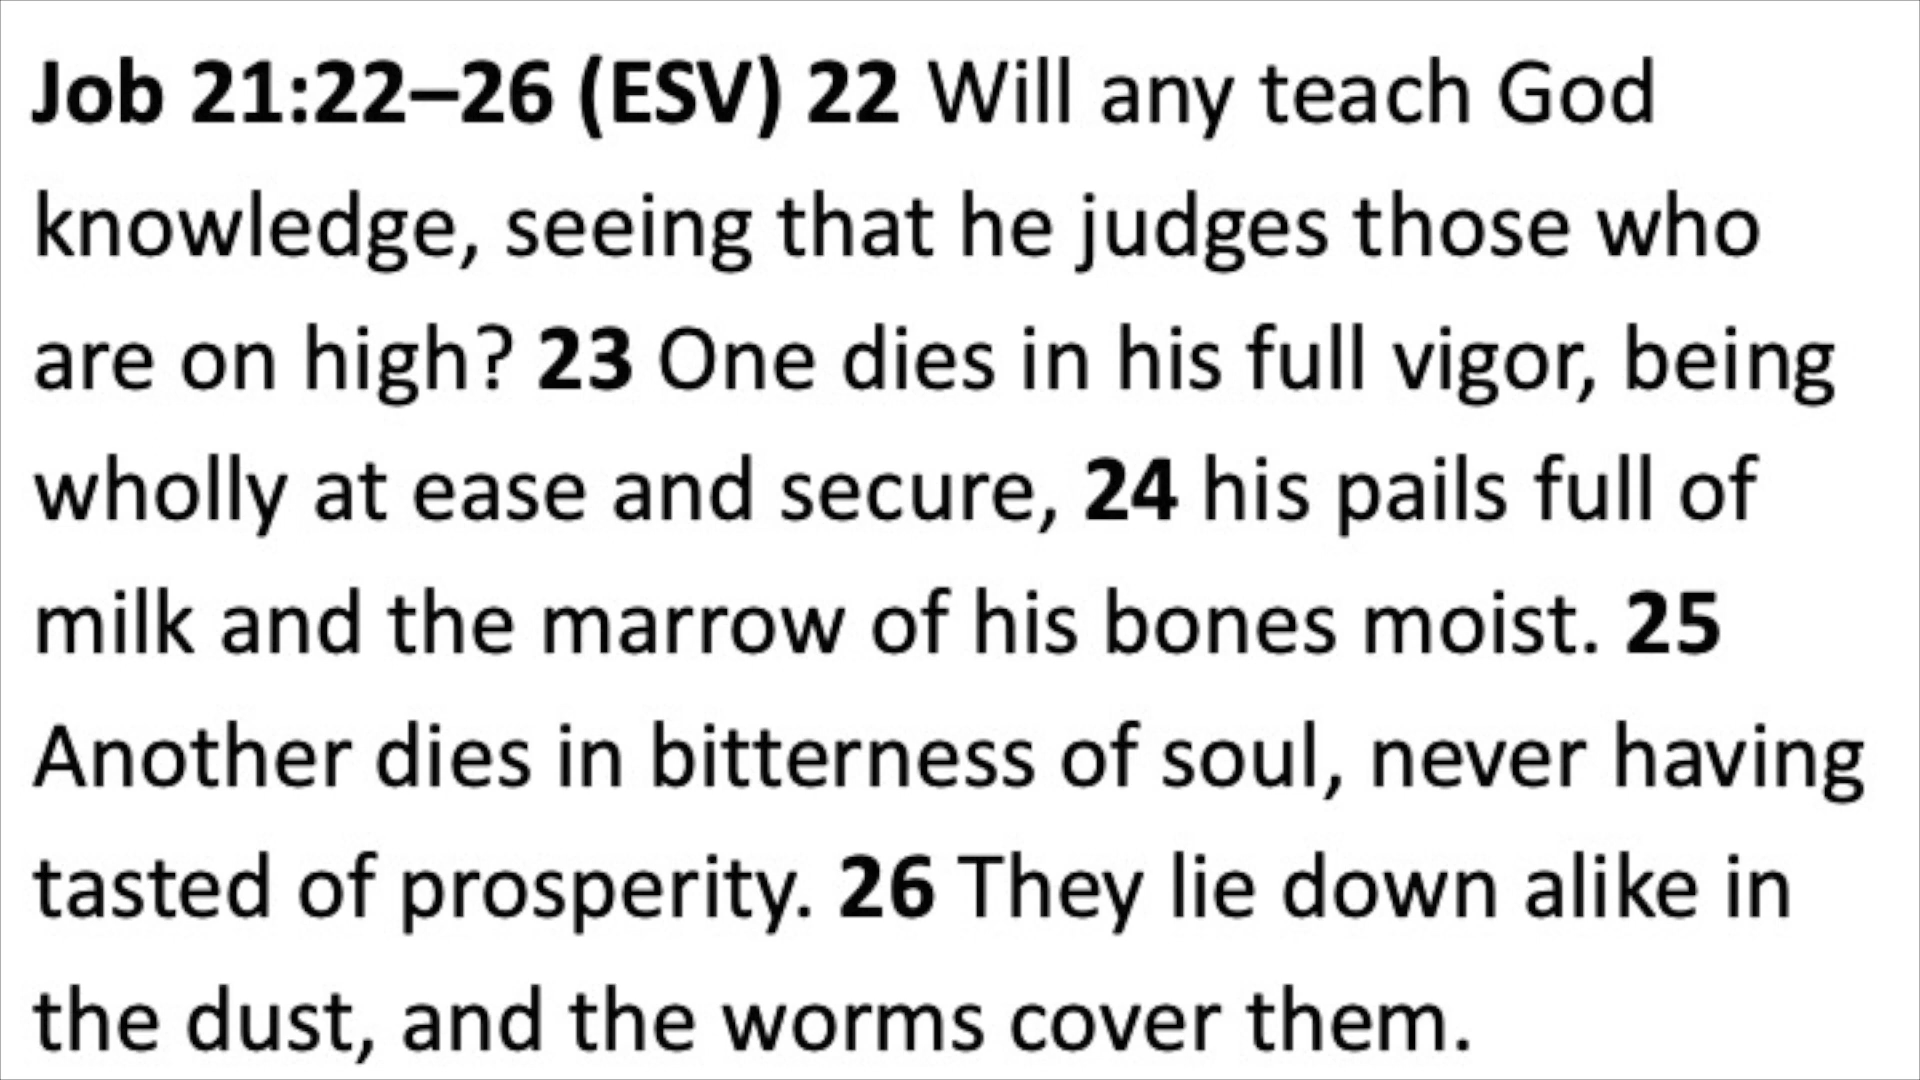 Job 21:22–26 (ESV) 22 Will any teach God
knowledge, seeing that he judges those who
are on high? 23 One dies in his full vigor, being
wholly at ease and secure, 24 his pails full of
milk and the marrow of his bones moist. 25
Another dies in bitterness of soul, never having
tasted of prosperity. 26 They lie down alike in
the dust, and the worms cover them.